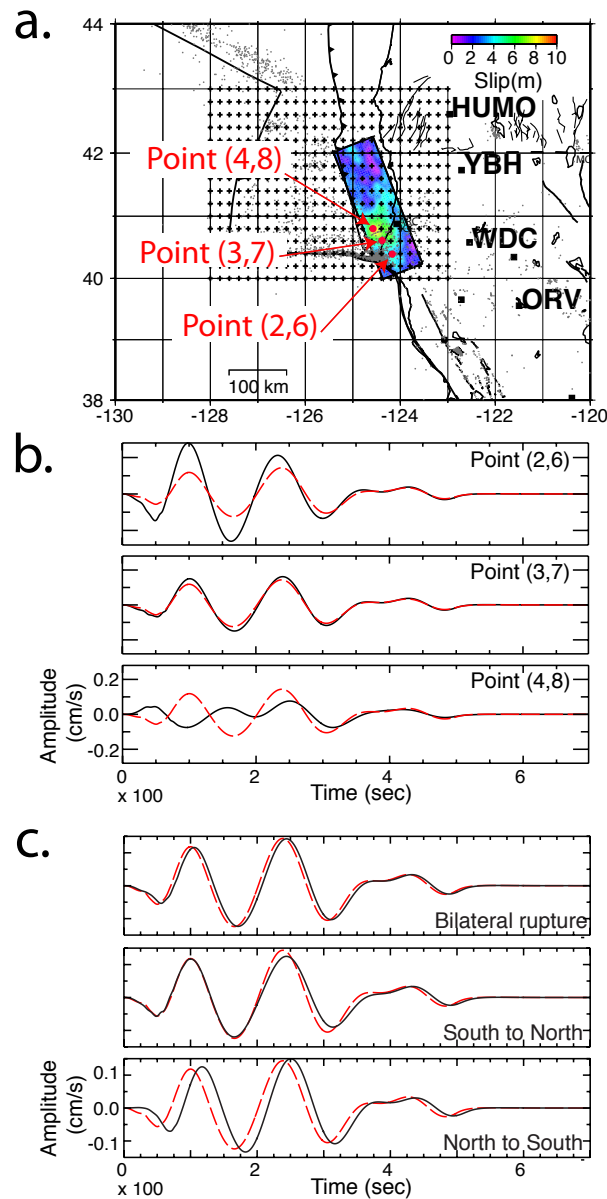 a.
44
42
40
38
-130
-128
-126
-124
-122
-120
0 2 4 6 8 10
Slip(m)
HUMO
YBH
WDC
ORV
Point (4,8)
Point (3,7)
Point (2,6)
100 km
b.
Point (2,6)
Point (3,7)
Point (4,8)
Amplitude
(cm/s)
0.2
0.0
-0.2
0 2 4 6
x 100
Time (sec)
c.
Bilateral rupture
South to North
North to South
Amplitude
(cm/s)
0.1
0.0
-0.1
0 2 4 6
x 100
Time (sec)